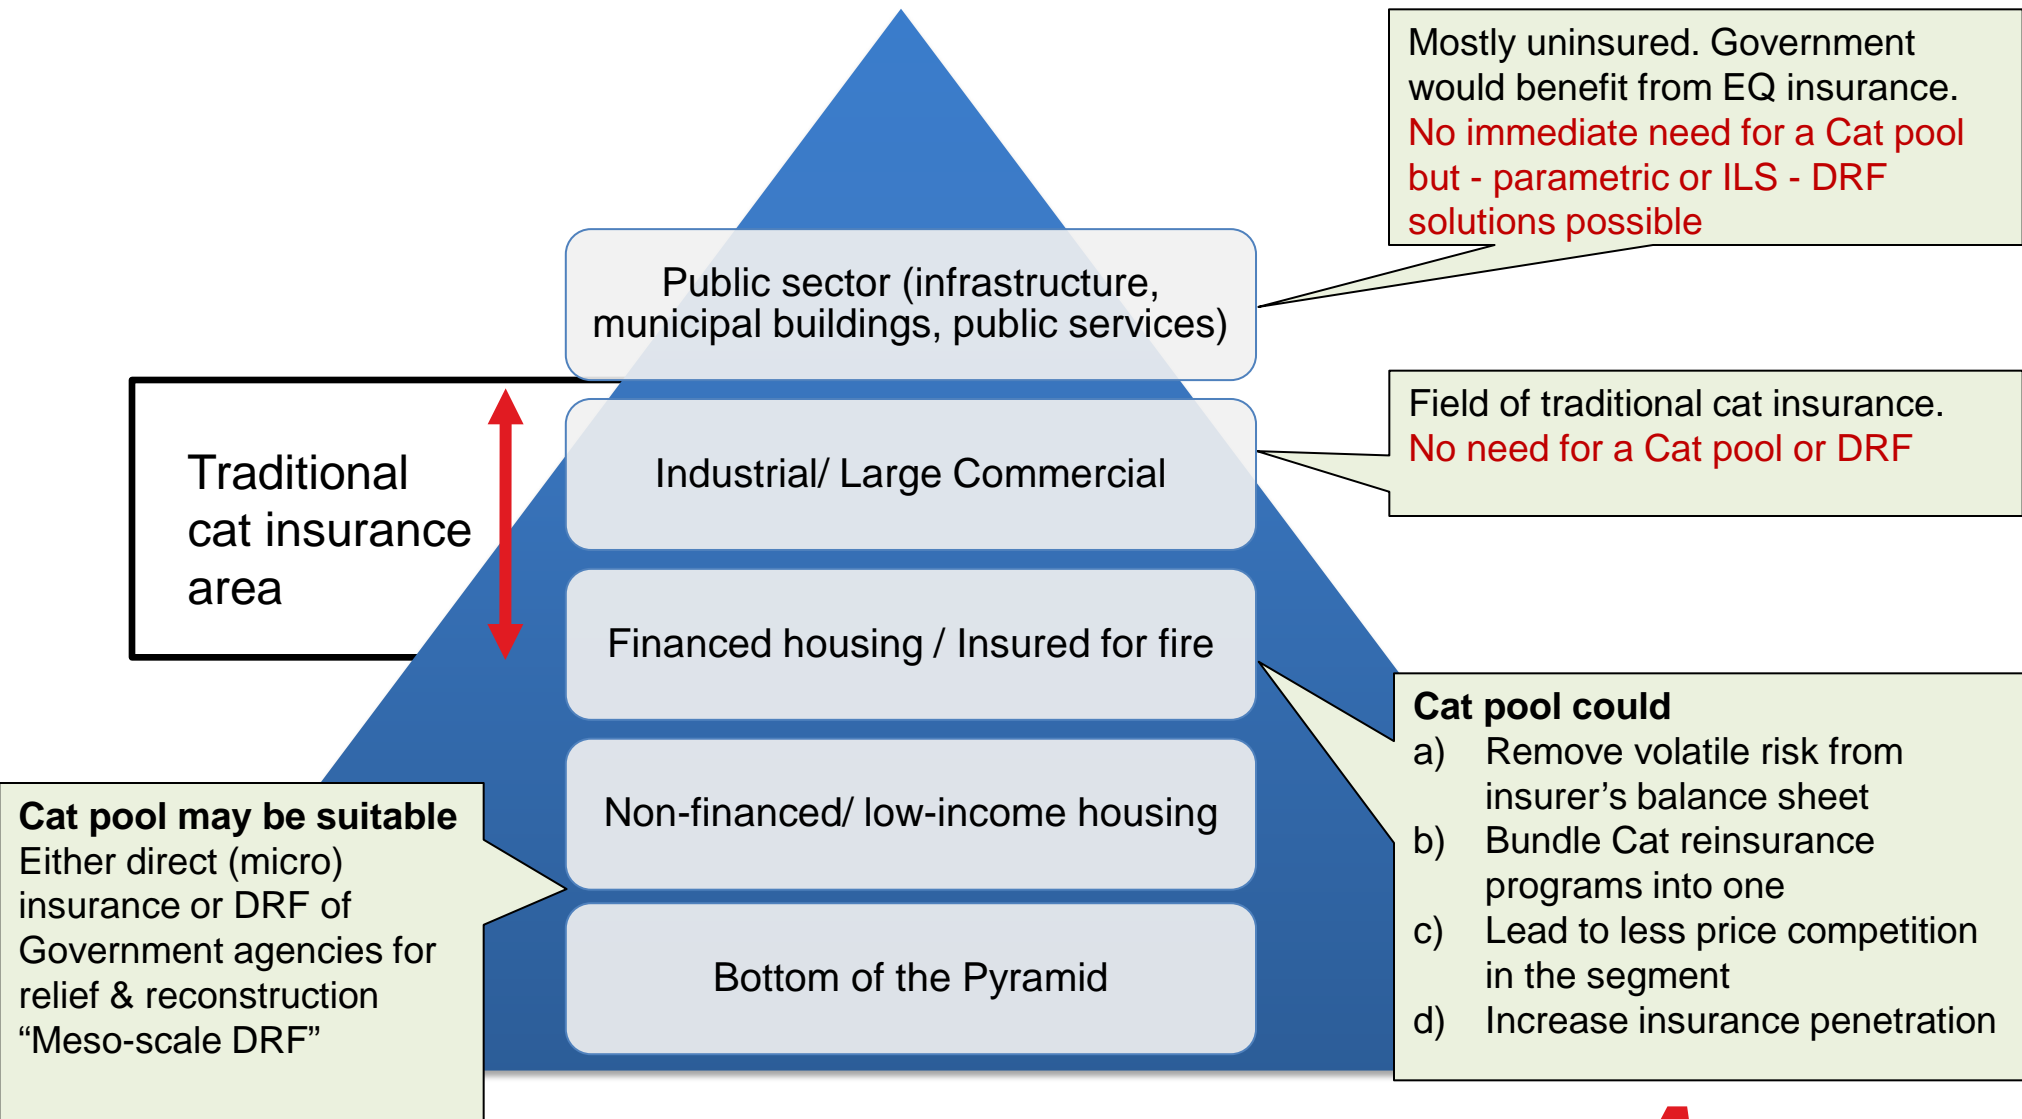 Mostly uninsured. Government
would benefit from EQ insurance.
No immediate need for a Cat pool
but - parametric or ILS - DRF
solutions possible
Public sector (infrastructure,
municipal buildings, public services)
Field of traditional cat insurance.
No need for a Cat pool or DRF
Traditional
cat insurance
area
Industrial/ Large Commercial
Financed housing / Insured for fire
Cat pool could
a) Remove volatile risk from
insurer’s balance sheet
b) Bundle Cat reinsurance
programs into one
c) Lead to less price competition
in the segment
d) Increase insurance penetration
Non-financed/ low-income housing
Cat pool may be suitable
Either direct (micro)
insurance or DRF of
Government agencies for
relief & reconstruction
“Meso-scale DRF”
Bottom of the Pyramid